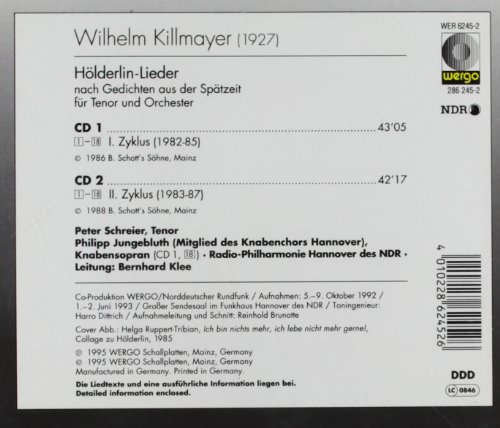 Wilhelm Killmayer (1927)
WER 6245-2
wergo
286 245-2
NDR
Hölderlin-Lieder
nach Gedichten aus der Spätzeit
für Tenor und Orchester
CD 1 43'05
1-18 I. Zyklus (1982-85)
© 1986 B. Schott's Söhne, Mainz
CD 2 42'17
1-18 II. Zyklus (1983-87)
© 1988 B. Schott's Söhne, Mainz
Peter Schreier, Tenor
Philipp Jungebluth (Mitglied des Knabenchors Hannover),
Knabensopran (CD 1, 18) · Radio-Philharmonie Hannover des NDR ·
Leitung: Bernhard Klee
Co-Produktion WERGO/Norddeutscher Rundfunk / Aufnahmen: 5.–9. Oktober 1992 /
1.–2. Juni 1993 / Großer Sendesaal im Funkhaus Hannover des NDR / Toningenieur:
Harro Dittrich / Aufnahmeleitung und Schnitt: Reinhold Brunotte
Cover Abb.: Helga Ruppert-Tribian, Ich bin nichts mehr, ich lebe nicht mehr gerne!,
Collage zu Hölderlin, 1985
℗ 1995 WERGO Schallplatten, Mainz, Germany
© 1995 WERGO Schallplatten, Mainz, Germany
Manufactured in Germany. Printed in Germany.
Die Liedtexte und eine ausführliche Information liegen bei.
Detailed information enclosed.
4 010228 624526
DDD
LC 0846